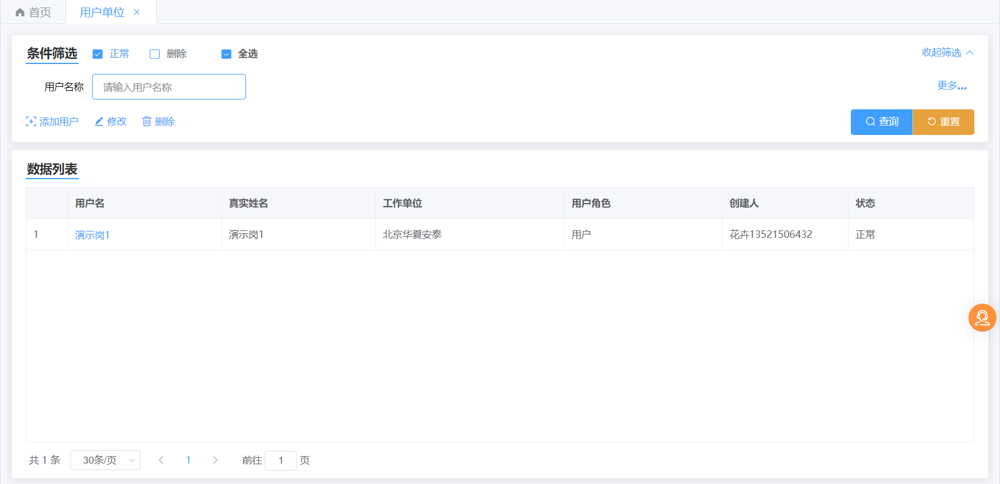 首页 用户单位
条件筛选 正常 删除 全选 收起筛选
用户名称 请输入用户名称 更多...
添加用户 修改 删除 查询 重置
数据列表
用户名 真实姓名 工作单位 用户角色 创建人 状态
1 演示岗1 演示岗1 北京华夏安泰 用户 花卉13521506432 正常
共 1 条 30条/页 1 前往 1 页